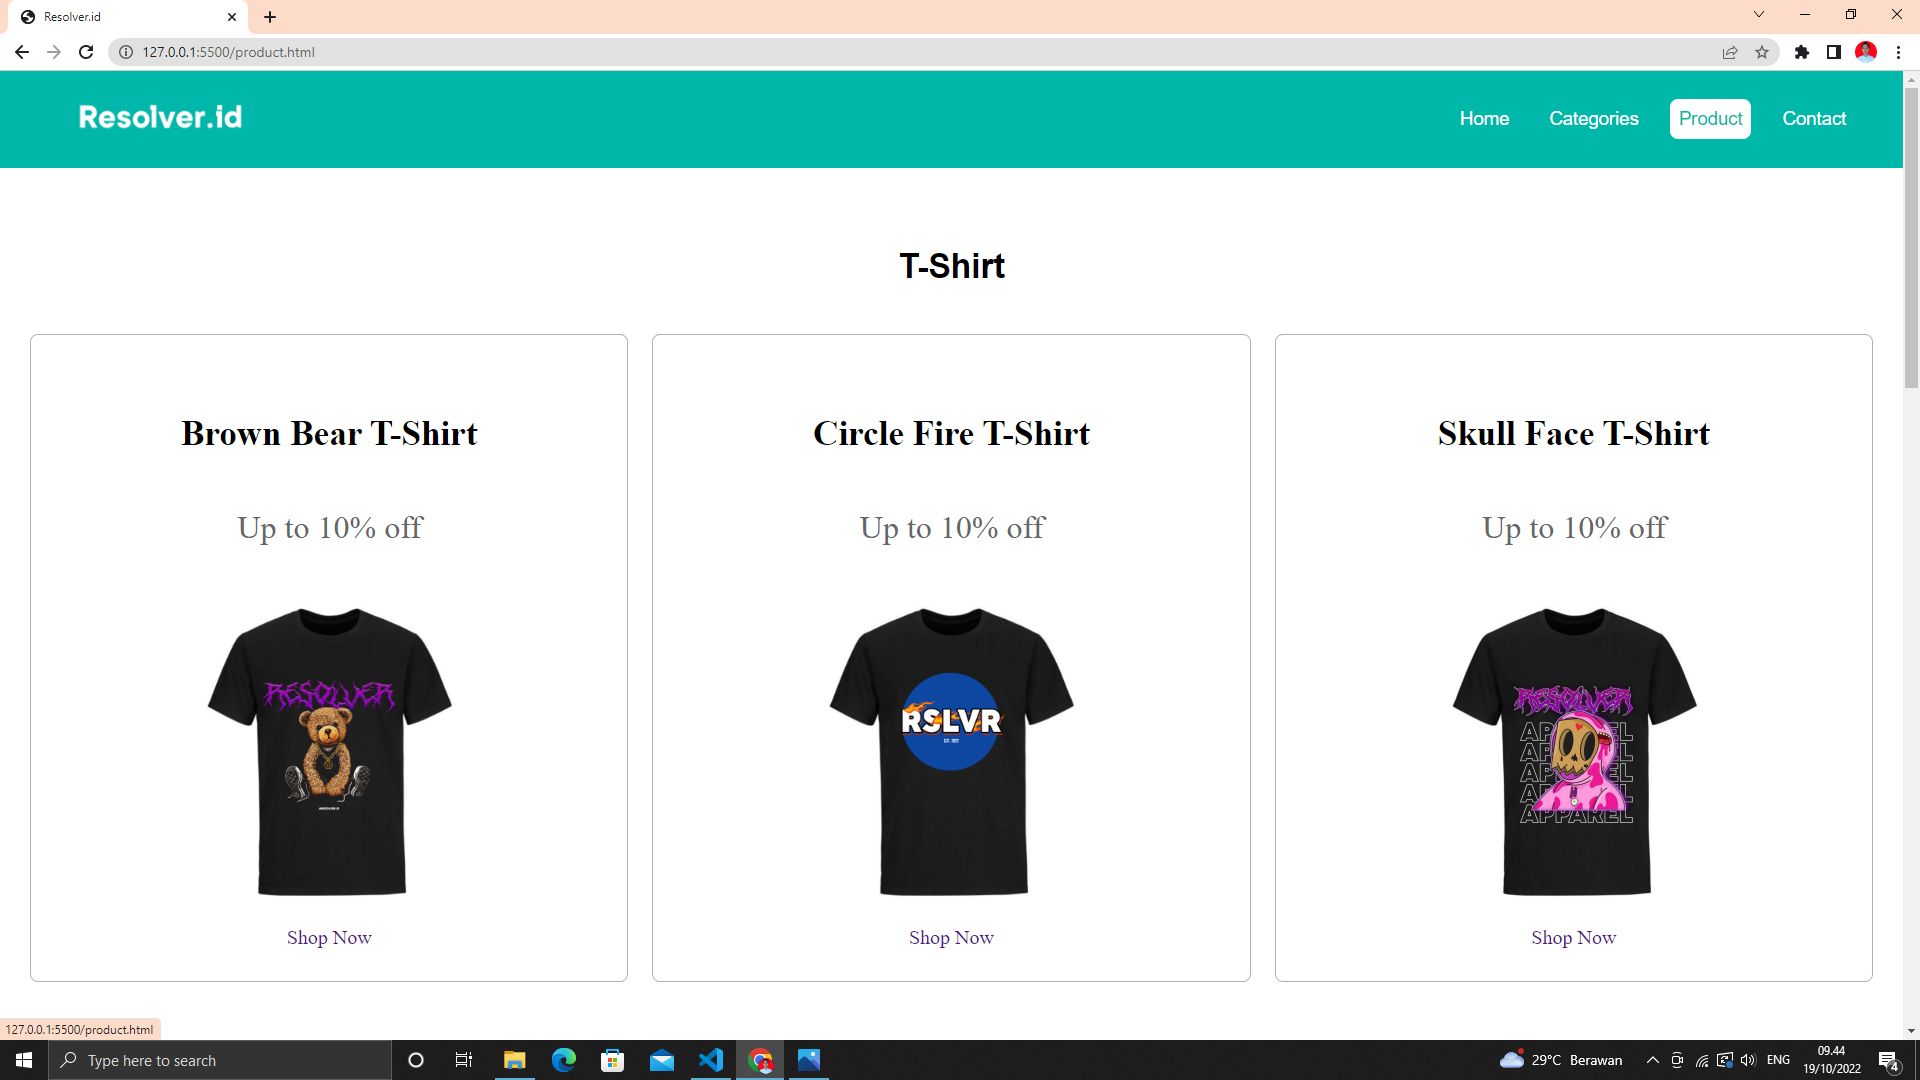 Resolver.id
127.0.0.1:5500/product.html
Resolver.id
Home Categories Product Contact
T-Shirt
Brown Bear T-Shirt
Up to 10% off
RESOLVER
Shop Now
Circle Fire T-Shirt
Up to 10% off
RSLVR
Shop Now
Skull Face T-Shirt
Up to 10% off
RESOLVER
APPAREL
Shop Now
127.0.0.1:5500/product.html
Type here to search
29°C Berawan
ENG
09.44
19/10/2022
4